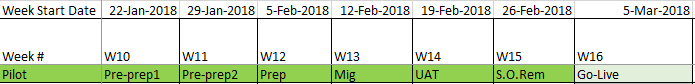 Week Start Date 22-Jan-2018 29-Jan-2018 5-Feb-2018 12-Feb-2018 19-Feb-2018 26-Feb-2018 5-Mar-2018
Week # W10 W11 W12 W13 W14 W15 W16
Pilot Pre-prep1 Pre-prep2 Prep Mig UAT S.O.Rem Go-Live